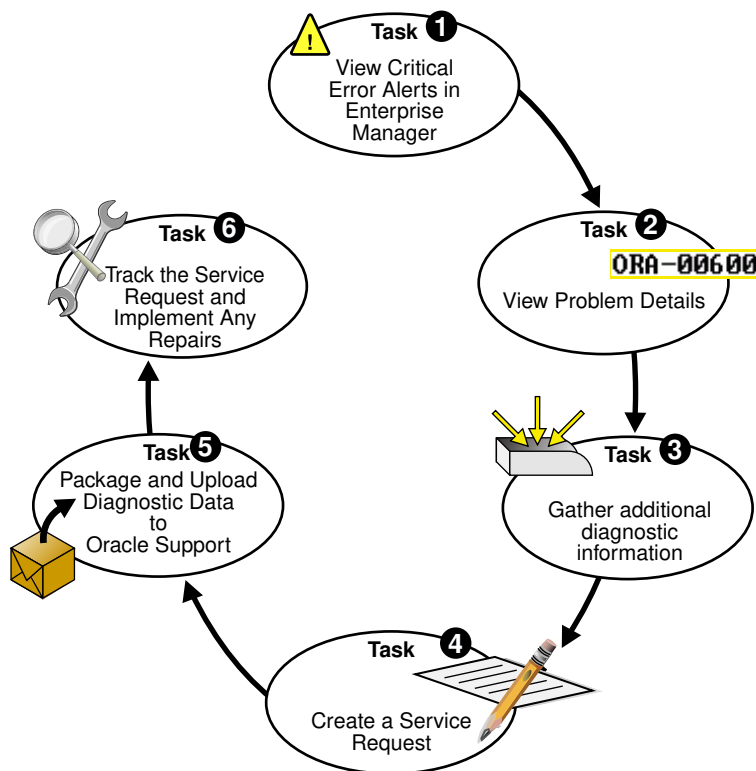 Task 1
!
View Critical
Error Alerts in
Enterprise
Manager
Task 2
ORA-00600
View Problem Details
Task 3
Gather additional
diagnostic
information
Task 4
Create a Service
Request
Task 5
Package and Upload
Diagnostic Data
to
Oracle Support
Task 6
Track the Service
Request and
Implement Any
Repairs